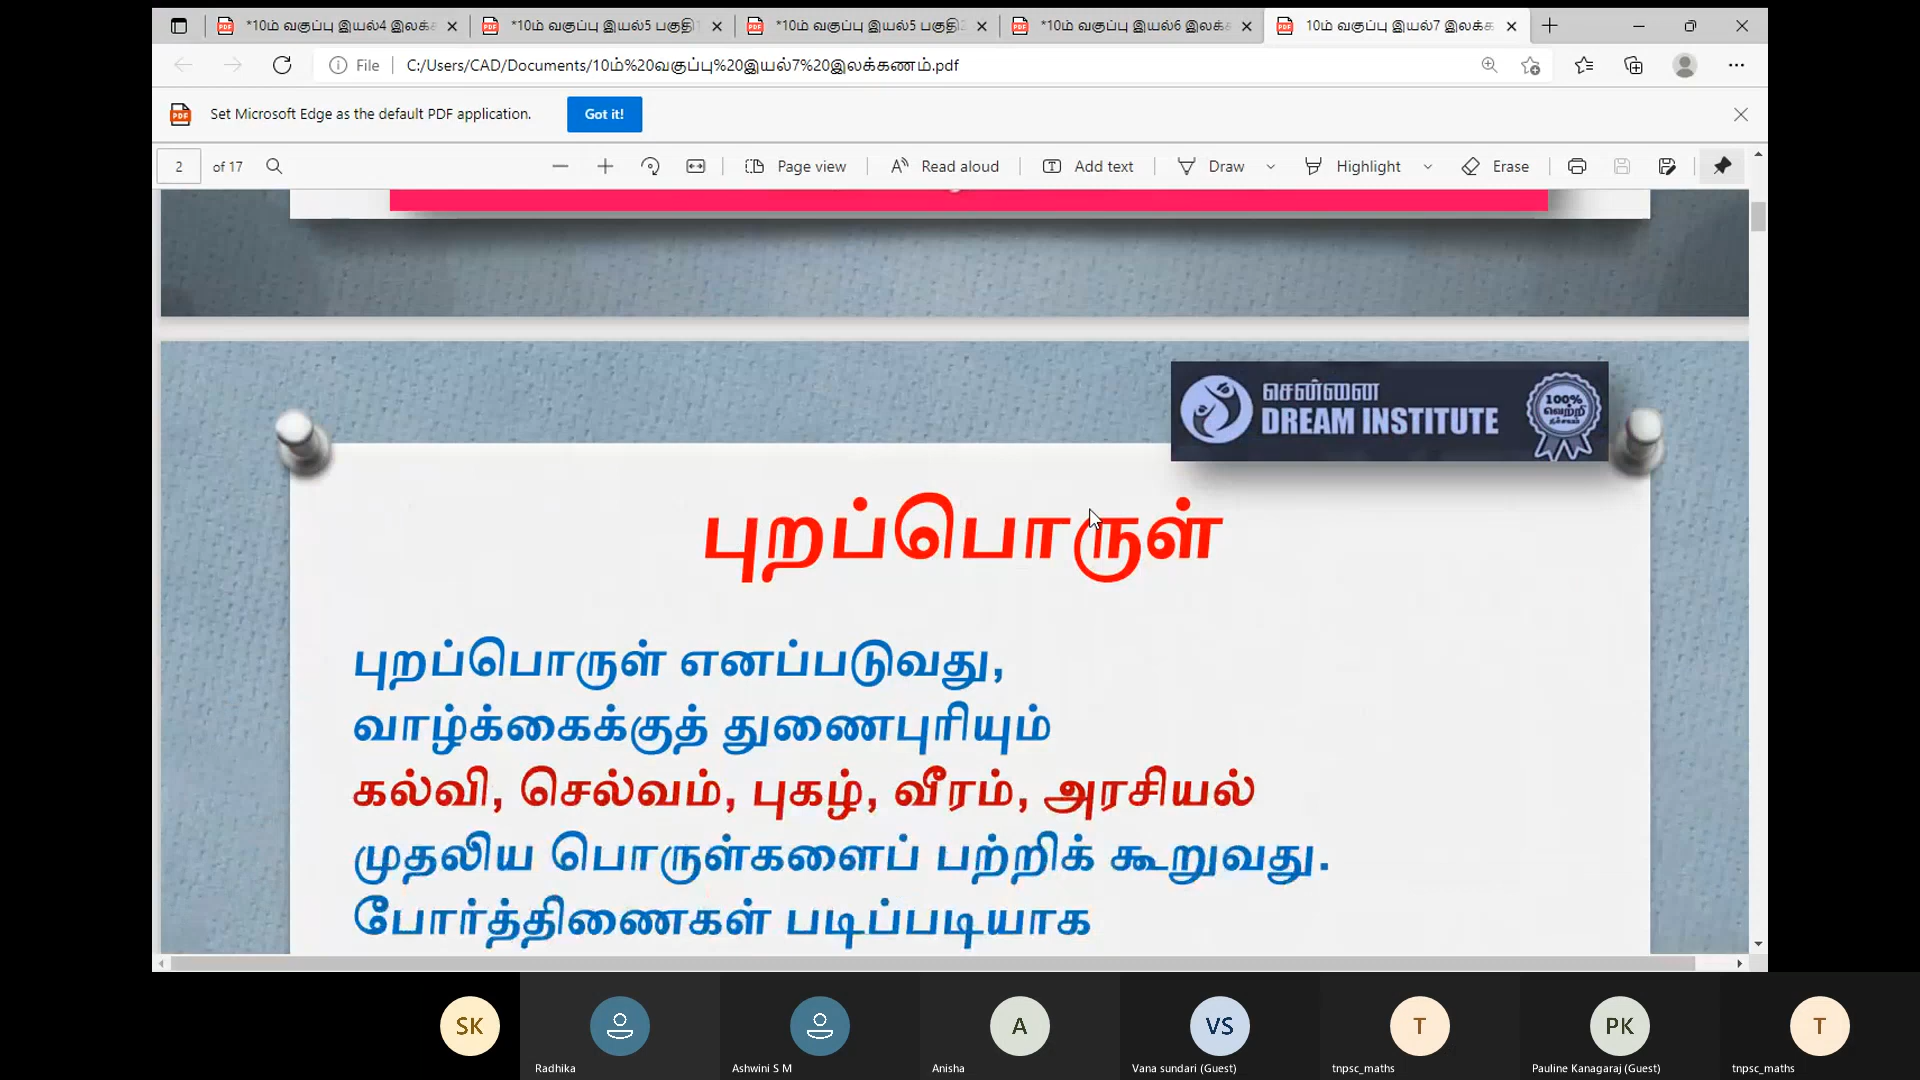 *10ம் வகுப்பு இயல்4 இலக்
*10ம் வகுப்பு இயல்5 பகுதி1
*10ம் வகுப்பு இயல்5 பகுதி2
*10ம் வகுப்பு இயல்6 இலக்
10ம் வகுப்பு இயல்7 இலக்க
File
C:/Users/CAD/Documents/10ம்%20வகுப்பு%20இயல்7%20இலக்கணம்.pdf
Set Microsoft Edge as the default PDF application.
Got it!
2 of 17
Page view
Read aloud
Add text
Draw
Highlight
Erase
சென்னை
DREAM INSTITUTE
100%
வெற்றி
புறப்பொருள்
புறப்பொருள் எனப்படுவது,
வாழ்க்கைக்குத் துணைபுரியும்
கல்வி, செல்வம், புகழ், வீரம், அரசியல்
முதலிய பொருள்களைப் பற்றிக் கூறுவது.
போர்த்திணைகள் படிப்படியாக
SK
A
VS
T
PK
T
Radhika
Ashwini S M
Anisha
Vana sundari (Guest)
tnpsc_maths
Pauline Kanagaraj (Guest)
tnpsc_maths